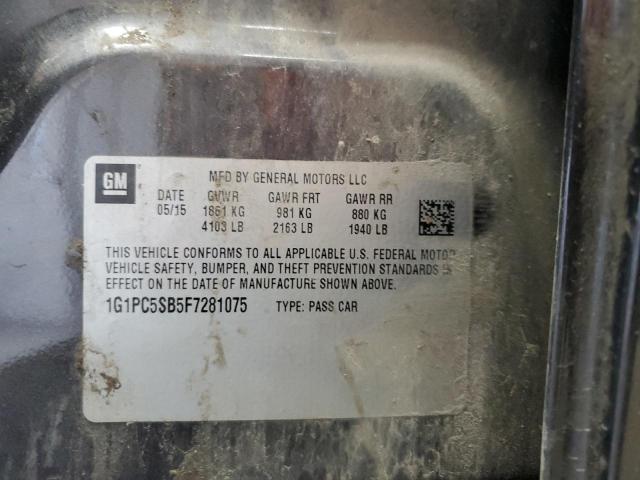 GM
MFD BY GENERAL MOTORS LLC
DATE GVWR GAWR FRT GAWR RR
05/15 1861 KG 981 KG 880 KG
4103 LB 2163 LB 1940 LB
THIS VEHICLE CONFORMS TO ALL APPLICABLE U.S. FEDERAL MOTOR
VEHICLE SAFETY, BUMPER, AND THEFT PREVENTION STANDARDS IN
EFFECT ON THE DATE OF MANUFACTURE SHOWN ABOVE.
1G1PC5SB5F7281075 TYPE: PASS CAR